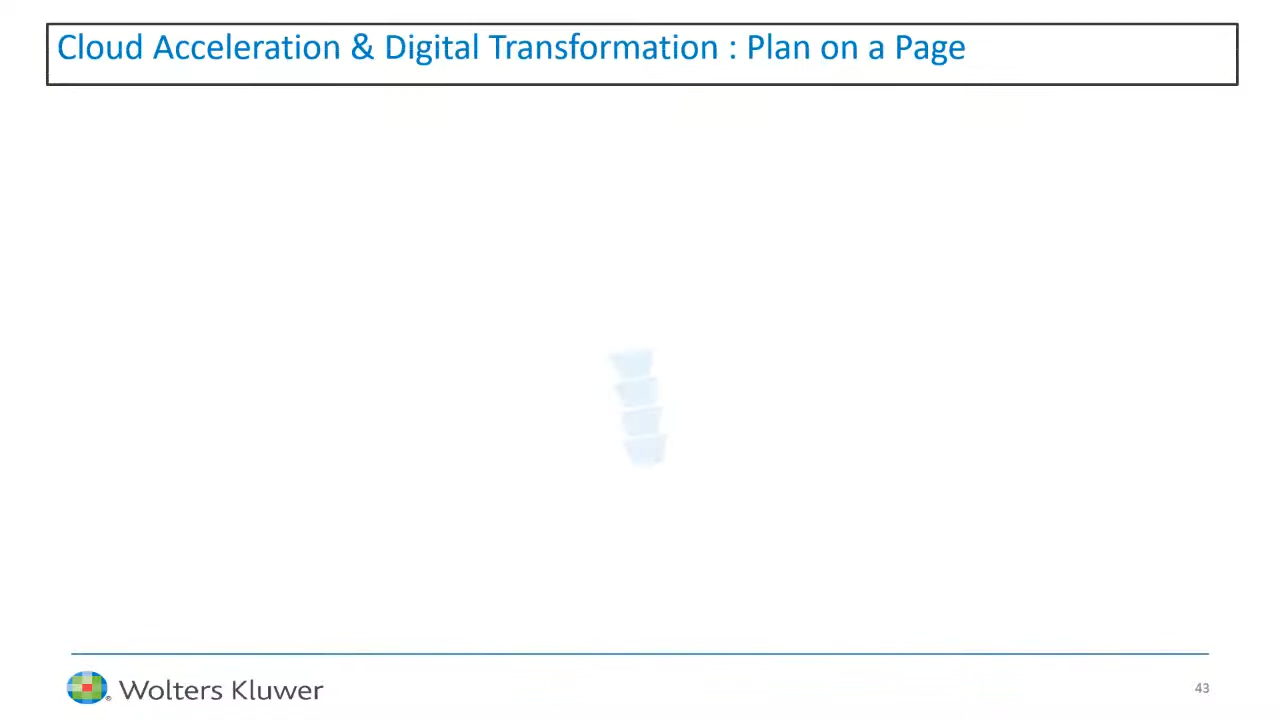 Cloud Acceleration & Digital Transformation : Plan on a Page
Wolters Kluwer
43